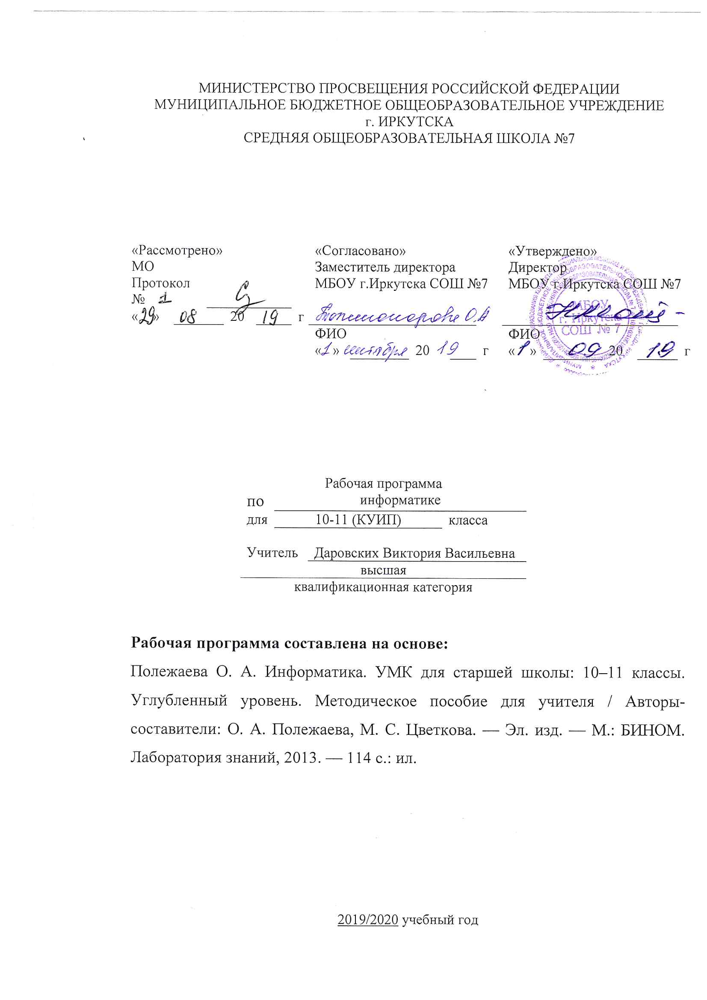 МИНИСТЕРСТВО ПРОСВЕЩЕНИЯ РОССИЙСКОЙ ФЕДЕРАЦИИ
МУНИЦИПАЛЬНОЕ БЮДЖЕТНОЕ ОБЩЕОБРАЗОВАТЕЛЬНОЕ УЧРЕЖДЕНИЕ
г. ИРКУТСКА
СРЕДНЯЯ ОБЩЕОБРАЗОВАТЕЛЬНАЯ ШКОЛА №7
«Рассмотрено»
МО
Протокол
№ 1
«29» 08 20 19 г
«Согласовано»
Заместитель директора
МБОУ г.Иркутска СОШ №7
О.А
ФИО
«1» сентября 20 19 г
«Утверждено»
Директор
МБОУ г.Иркутска СОШ №7
МБОУ
г. Иркутска
СОШ № 7
ФИО
«1» 09 20 19 г
Рабочая программа
по информатике
для 10-11 (КУИП) класса
Учитель Даровских Виктория Васильевна
высшая
квалификационная категория
Рабочая программа составлена на основе:
Полежаева О. А. Информатика. УМК для старшей школы: 10–11 классы.
Углубленный уровень. Методическое пособие для учителя / Авторы-
составители: О. А. Полежаева, М. С. Цветкова. — Эл. изд. — М.: БИНОМ.
Лаборатория знаний, 2013. — 114 с.: ил.
2019/2020 учебный год